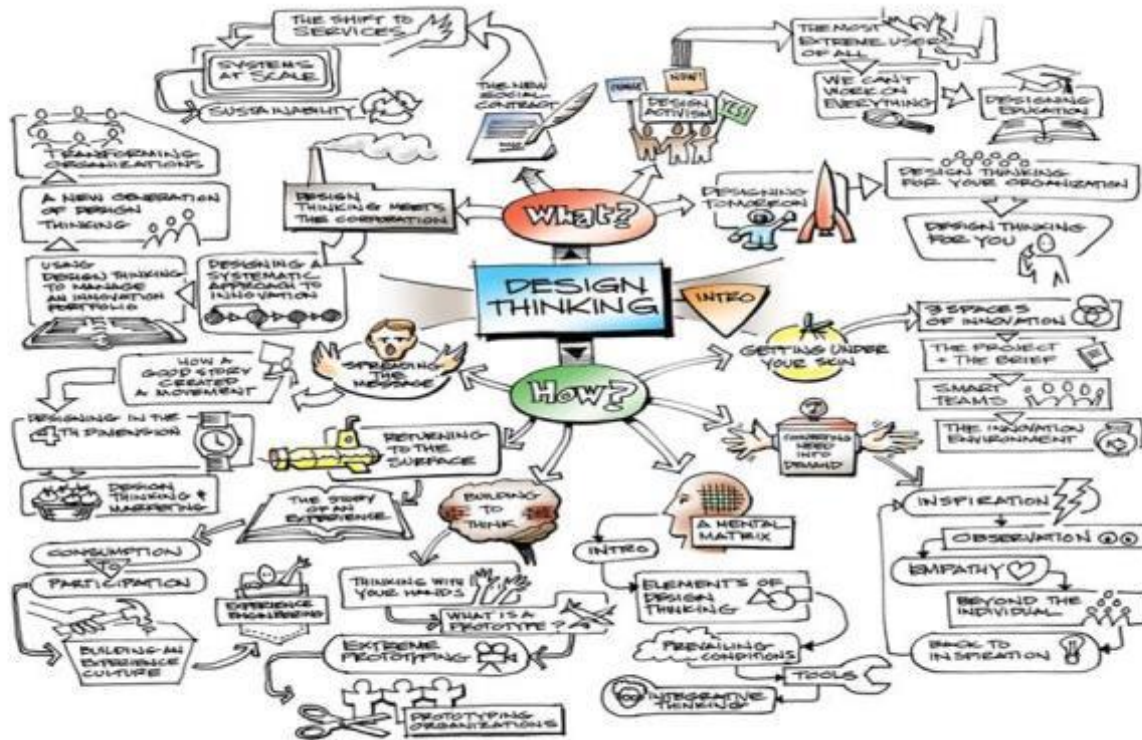 DESIGN
THINKING
INTRO
What?
THE NEW
SOCIAL
CONTRACT
THE SHIFT TO
SERVICES
SYSTEMS
AT SCALE
SUSTAINABILITY
CHANGE
NOW!
YES!
DESIGN
ACTIVISM
THE MOST
EXTREME USERS
OF ALL
WE CAN'T
WORK ON
EVERYTHING
DESIGNING
EDUCATION
DESIGNING
TOMORROW
DESIGN THINKING
FOR YOUR ORGANIZATION
DESIGN THINKING
FOR YOU
DESIGN
THINKING MEETS
THE CORPORATION
DESIGNING A
SYSTEMATIC
APPROACH TO
INNOVATION
USING
DESIGN THINKING
TO MANAGE
AN INNOVATION
PORTFOLIO
A NEW GENERATION
OF DESIGN
THINKING
TRANSFORMING
ORGANIZATIONS
How?
GETTING UNDER
YOUR SKIN
3 SPACES
OF INNOVATION
THE PROJECT
+ THE BRIEF
SMART
TEAMS
THE INNOVATION
ENVIRONMENT
?
CONVERTING
NEED INTO
DEMAND
INSPIRATION
OBSERVATION
EMPATHY
BEYOND THE
INDIVIDUAL
BACK TO
INSPIRATION
A MENTAL
MATRIX
INTRO
ELEMENTS OF
DESIGN
THINKING
PREVAILING
CONDITIONS
TOOLS
INTEGRATIVE
THINKING
BUILDING
TO
THINK
THINKING WITH
YOUR HANDS
WHAT IS A
PROTOTYPE?
EXTREME
PROTOTYPING
PROTOTYPING
ORGANIZATIONS
RETURNING
TO THE
SURFACE
THE STORY
OF AN
EXPERIENCE
CONSUMPTION
TO
PARTICIPATION
BUILDING AN
EXPERIENCE
CULTURE
EXPERIENCE
ENGINEERING
SPREADING
THE
MESSAGE
HOW A
GOOD STORY
CREATED
A MOVEMENT
DESIGNING IN THE
4TH DIMENSION
DESIGN
THINKING &
MARKETING